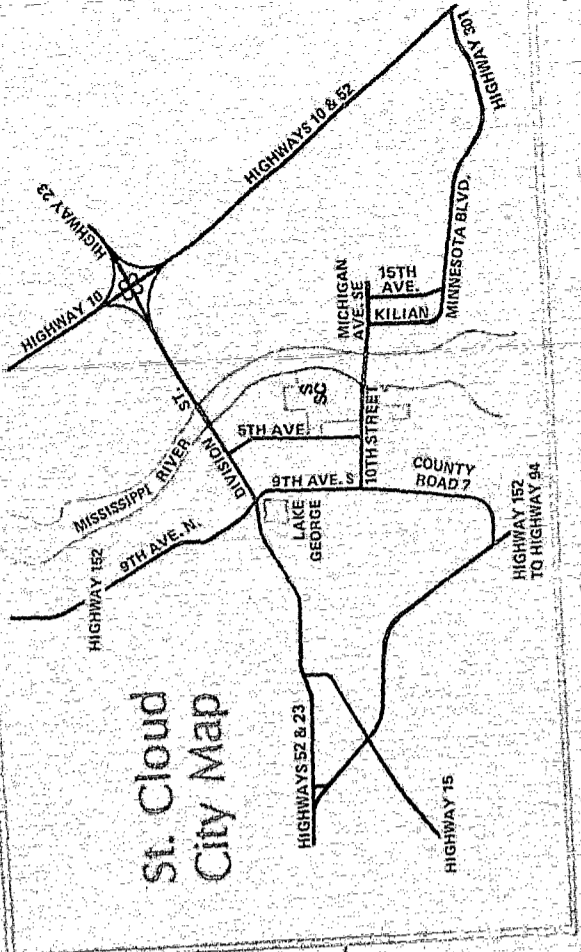 St. Cloud
City Map
HIGHWAY 152
9TH AVE. N.
MISSISSIPPI RIVER
HIGHWAY 10
HIGHWAY 23
HIGHWAYS 10 & 52
DIVISION ST.
5TH AVE
SCS
9TH AVE. S
LAKE
GEORGE
10TH STREET
MICHIGAN
AVE. SE
15TH
AVE.
KILIAN
MINNESOTA BLVD.
HIGHWAY 301
COUNTY
ROAD 7
HIGHWAY 152
TO HIGHWAY 94
HIGHWAYS 52 & 23
HIGHWAY 15